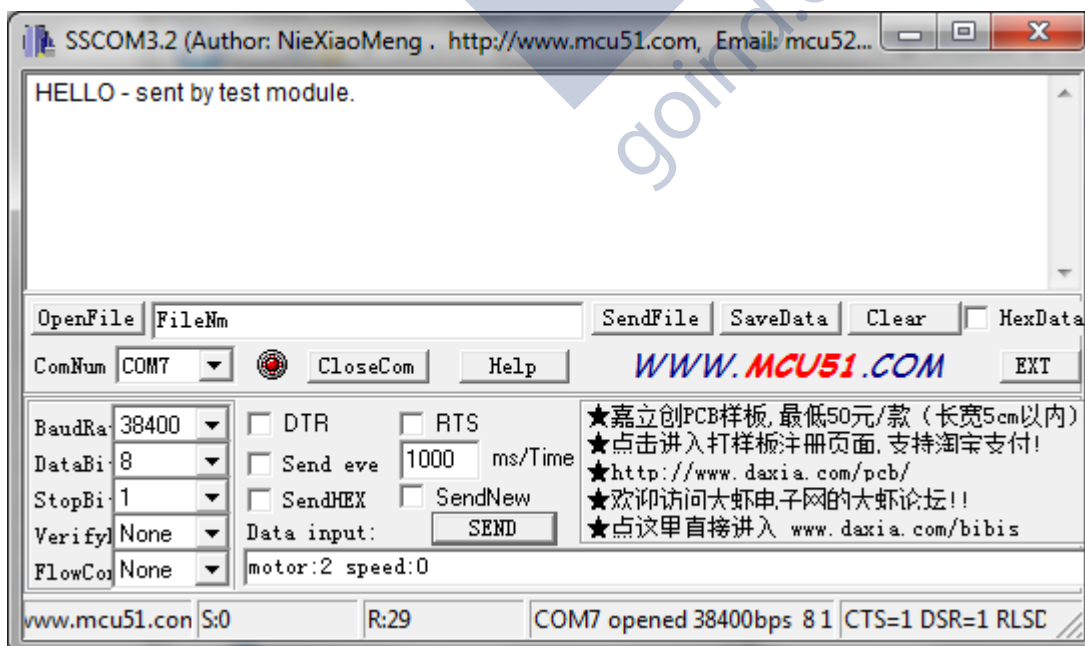 SSCOM3.2 (Author: NieXiaoMeng . http://www.mcu51.com, Email: mcu52...
HELLO - sent by test module.
goind.
OpenFile FileNm SendFile SaveData Clear HexData
ComNum COM7 CloseCom Help WWW.MCU51.COM EXT
BaudRa 38400 DTR RTS
DataBi 8 Send eve 1000 ms/Time
StopBi 1 SendHEX SendNew
VerifyI None Data input: SEND
FlowCo None motor:2 speed:0
★嘉立创PCB样板,最低50元/款(长宽5cm以内)
★点击进入打样板注册页面,支持淘宝支付!
★http://www.daxia.com/pcb/
★欢迎访问大虾电子网的大虾论坛!!
★点这里直接进入 www.daxia.com/bibis
www.mcu51.con S:0 R:29 COM7 opened 38400bps 8 1 CTS=1 DSR=1 RLSD